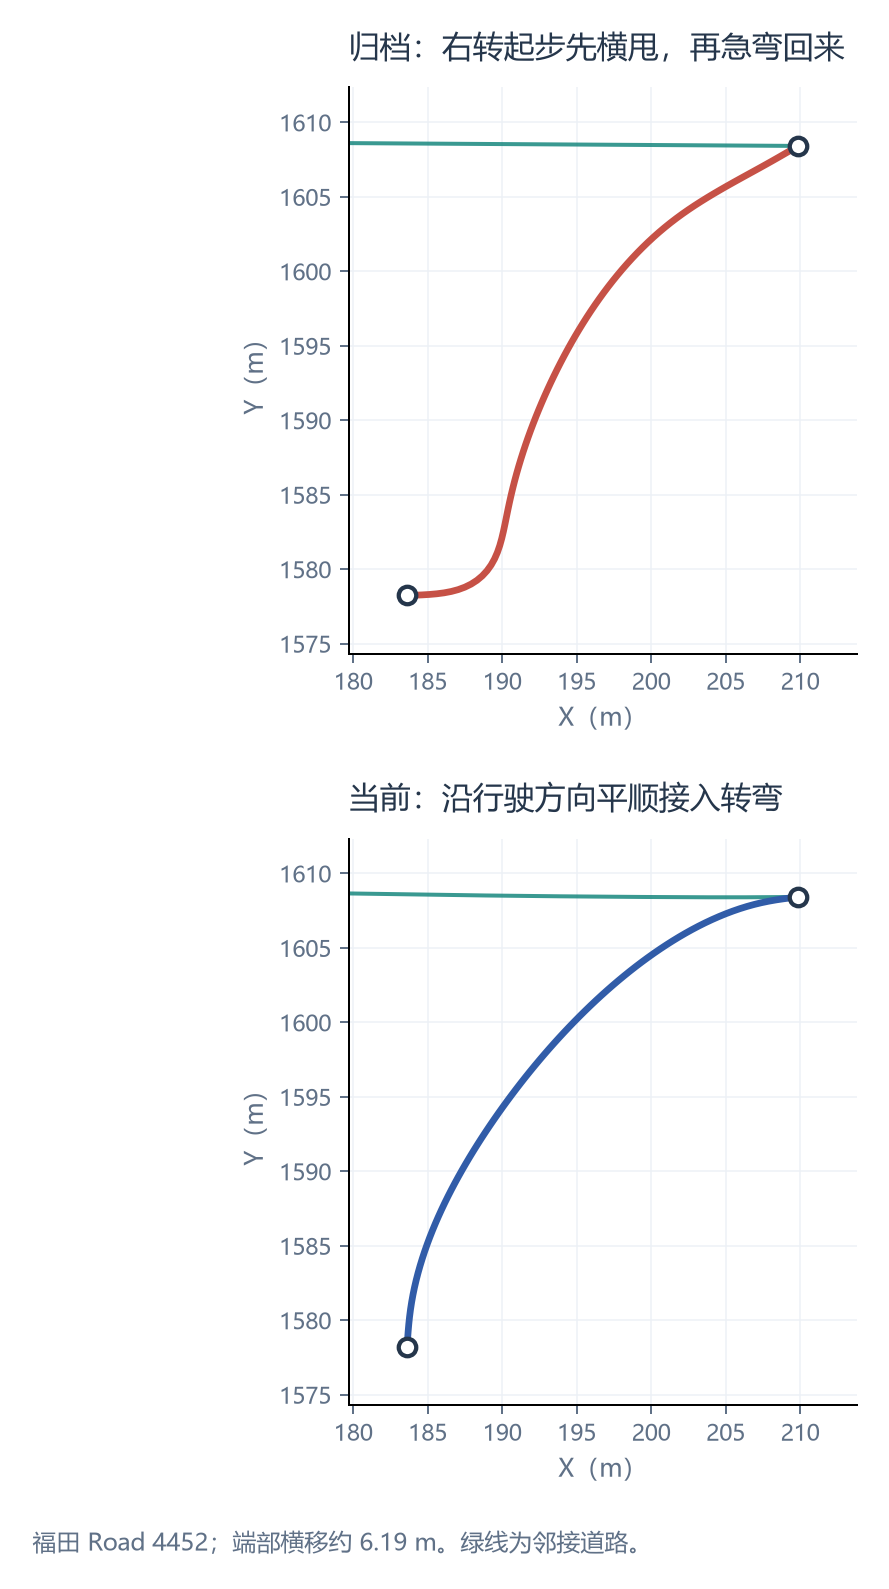 归档：右转起步先横甩，再急弯回来
1610
1605
1600
1595
1590
1585
1580
1575
Y（m）
180 185 190 195 200 205 210
X（m）
当前：沿行驶方向平顺接入转弯
1610
1605
1600
1595
1590
1585
1580
1575
Y（m）
180 185 190 195 200 205 210
X（m）
福田 Road 4452；端部横移约 6.19 m。绿线为邻接道路。